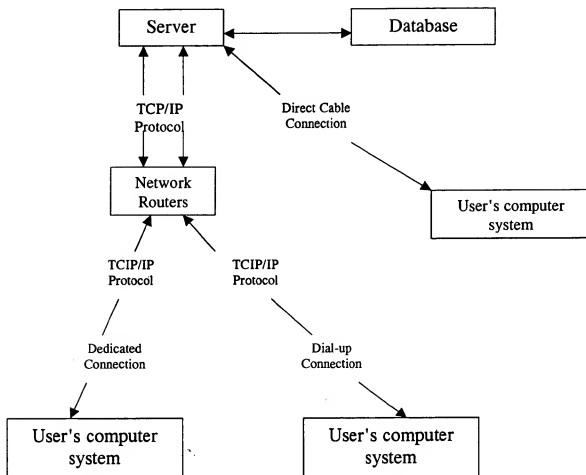 Server
Database
TCP/IP
Protocol
Direct Cable
Connection
Network
Routers
User's computer
system
TCIP/IP
Protocol
TCIP/IP
Protocol
Dedicated
Connection
Dial-up
Connection
User's computer
system
User's computer
system